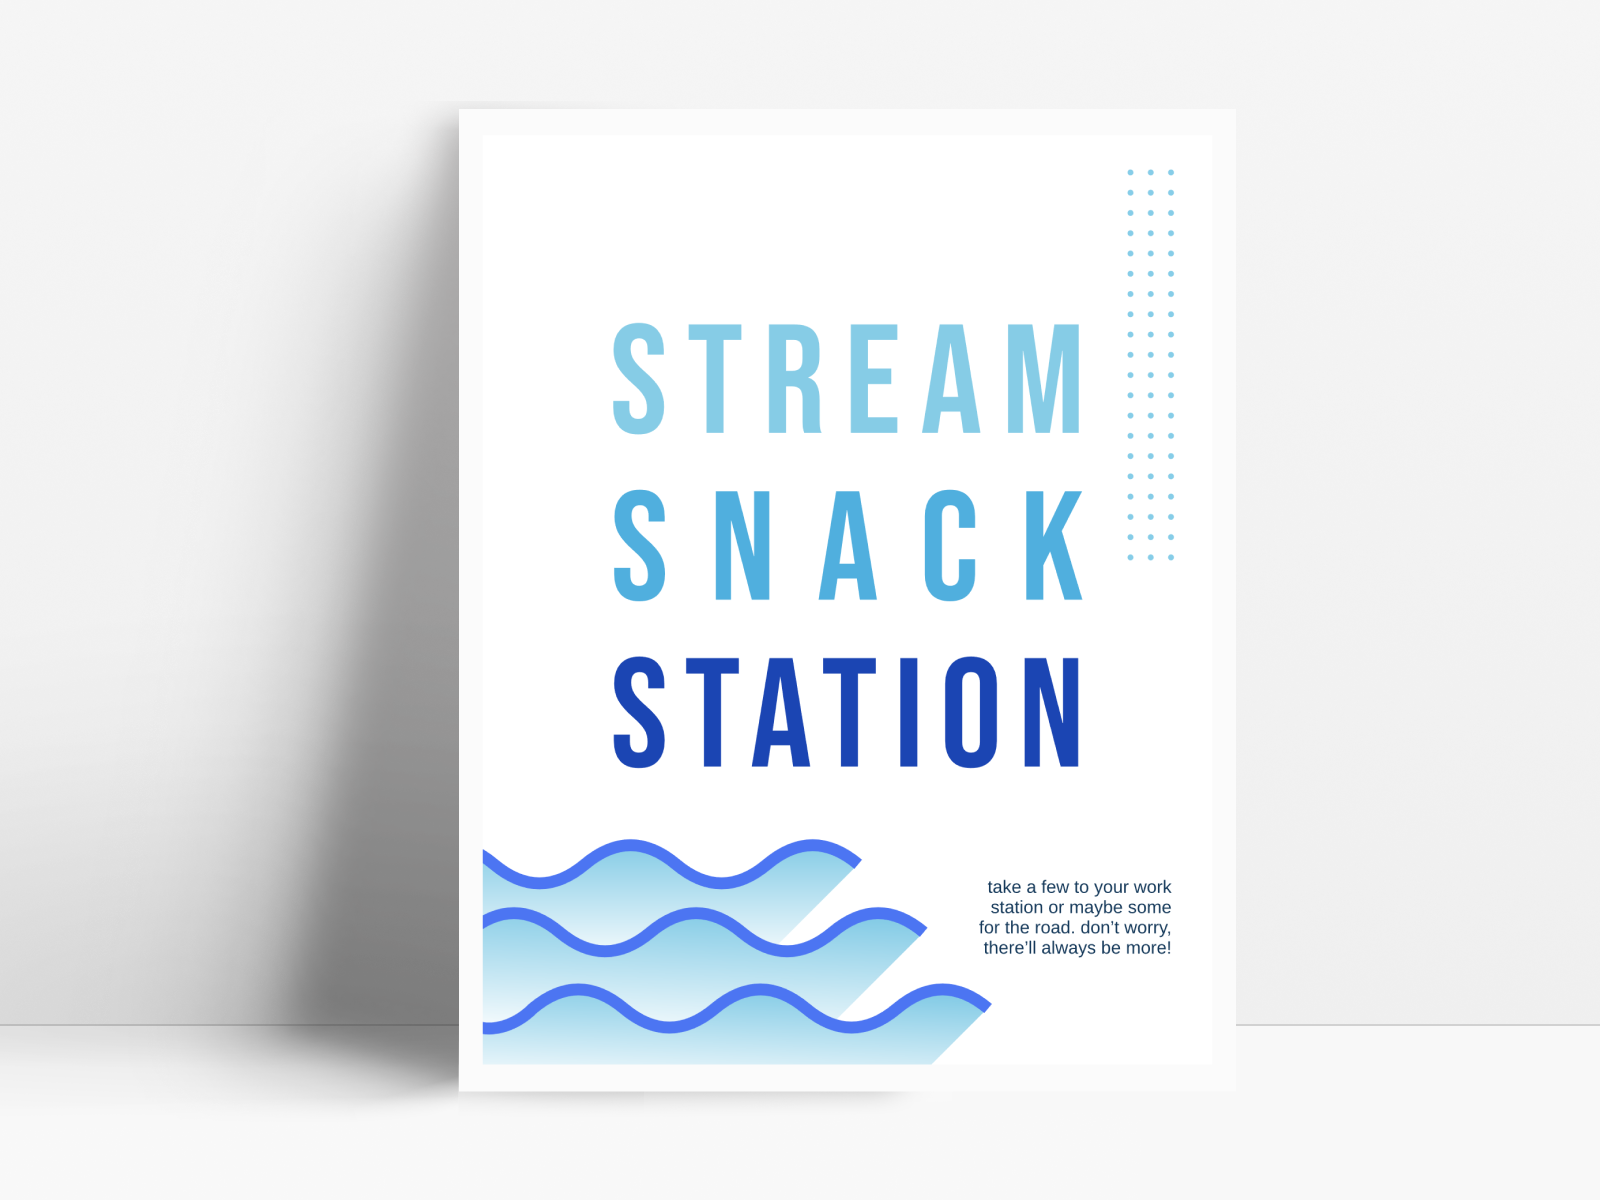 STREAM
SNACK
STATION
take a few to your work
station or maybe some
for the road. don’t worry,
there’ll always be more!